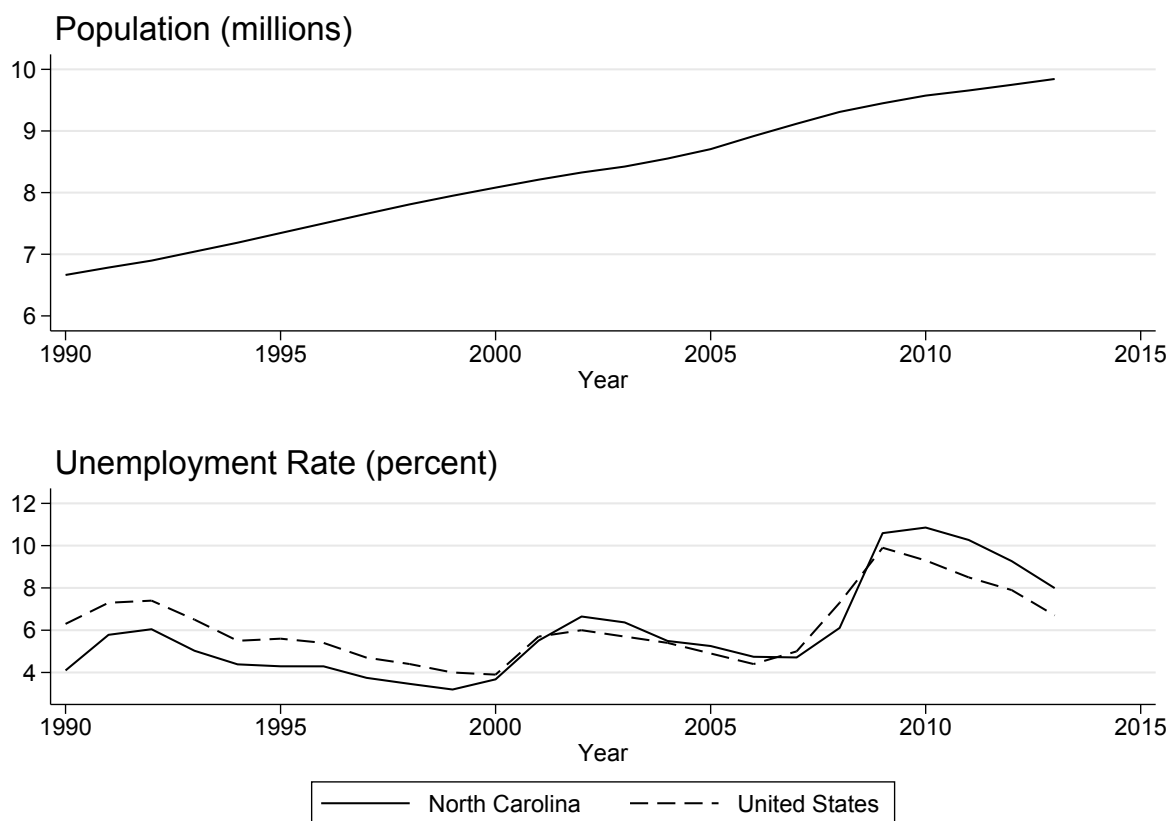 Population (millions)
10
9
8
7
6
1990 1995 2000 2005 2010 2015
Year
Unemployment Rate (percent)
12
10
8
6
4
1990 1995 2000 2005 2010 2015
Year
North Carolina United States